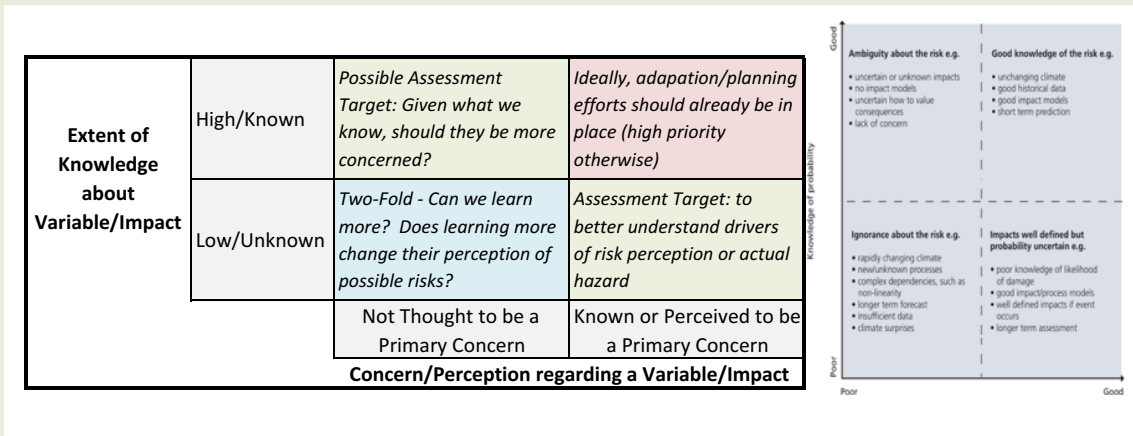 Extent of
Knowledge
about
Variable/Impact
High/Known
Possible Assessment
Target: Given what we
know, should they be more
concerned?
Ideally, adapation/planning
efforts should already be in
place (high priority
otherwise)
Low/Unknown
Two-Fold - Can we learn
more? Does learning more
change their perception of
possible risks?
Assessment Target: to
better understand drivers
of risk perception or actual
hazard
Not Thought to be a
Primary Concern
Known or Perceived to be
a Primary Concern
Concern/Perception regarding a Variable/Impact
Good
Knowledge of probability
Poor
Ambiguity about the risk e.g.
• uncertain or unknown impacts
• no impact models
• uncertain how to value
consequences
• lack of concern
Good knowledge of the risk e.g.
• unchanging climate
• good historical data
• good impact models
• short term prediction
Ignorance about the risk e.g.
• rapidly changing climate
• new/unknown processes
• complex dependencies, such as
non-linearity
• longer term forecast
• insufficient data
• climate surprises
Impacts well defined but
probability uncertain e.g.
• poor knowledge of likelihood
of damage
• good impact/process models
• well defined impacts if event
occurs
• longer term assessment
Poor
Good